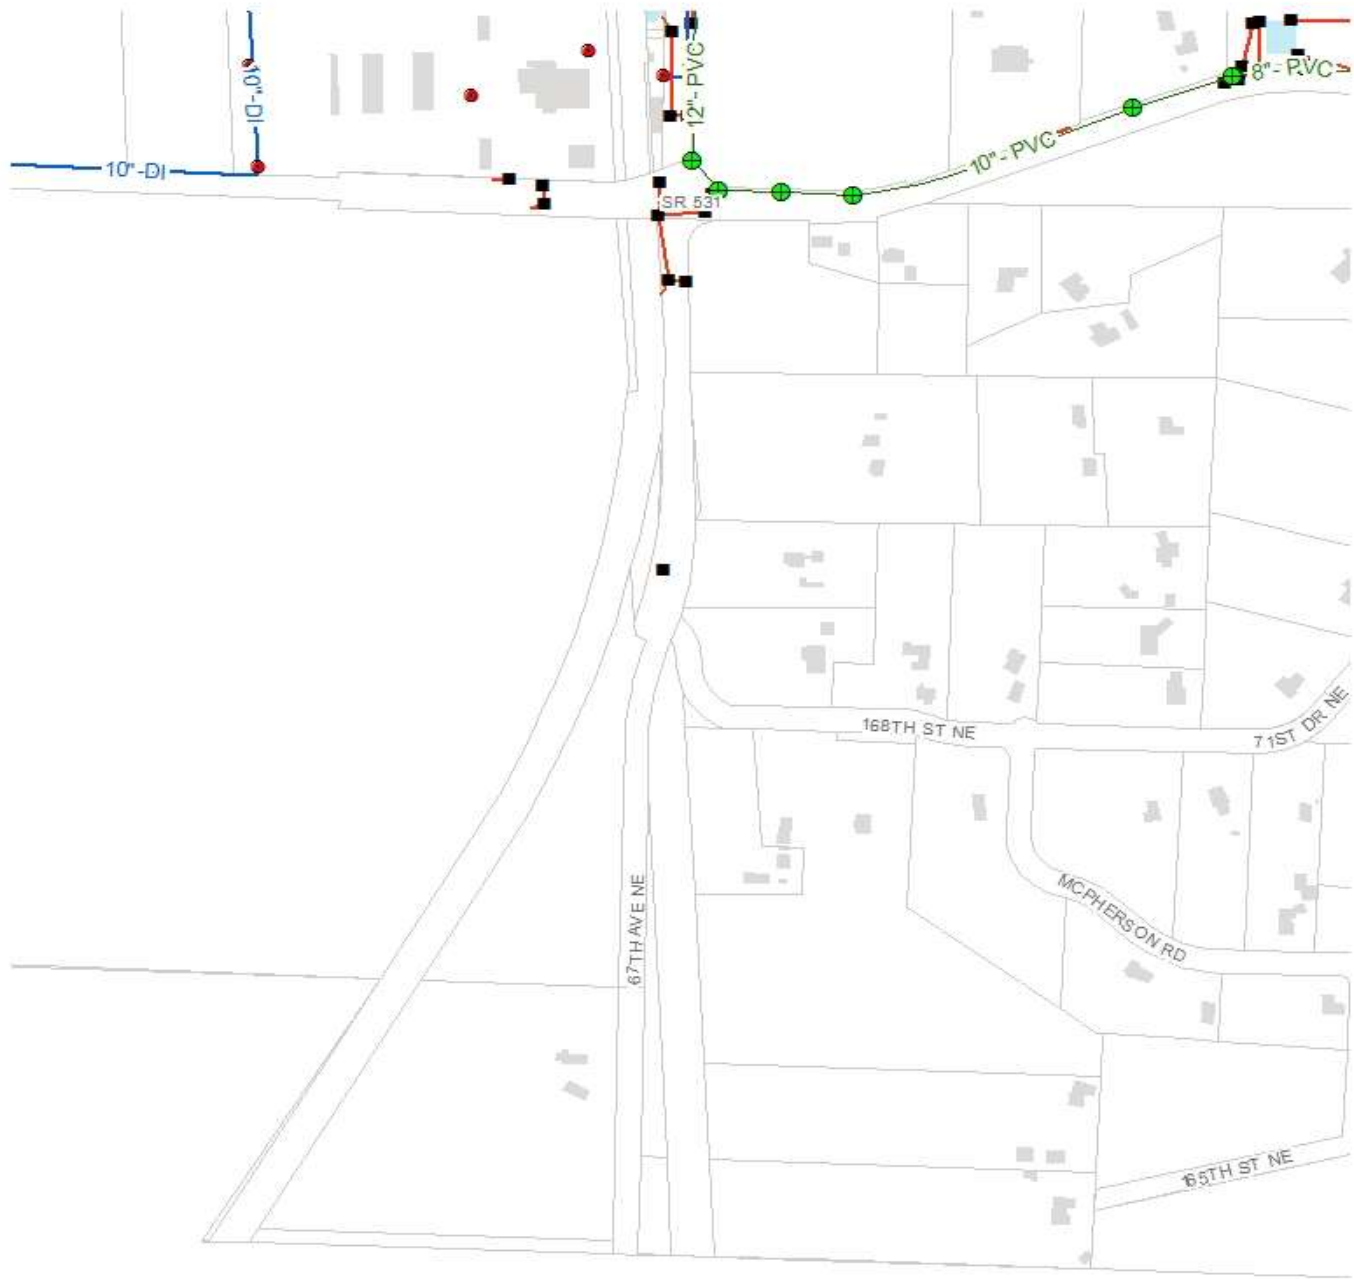 12"- PVC
8"- PVC
10"-DI
10"- PVC
10"-DI
SR 531
168TH ST NE
71ST DR NE
67TH AVE NE
MCPHERSON RD
165TH ST NE